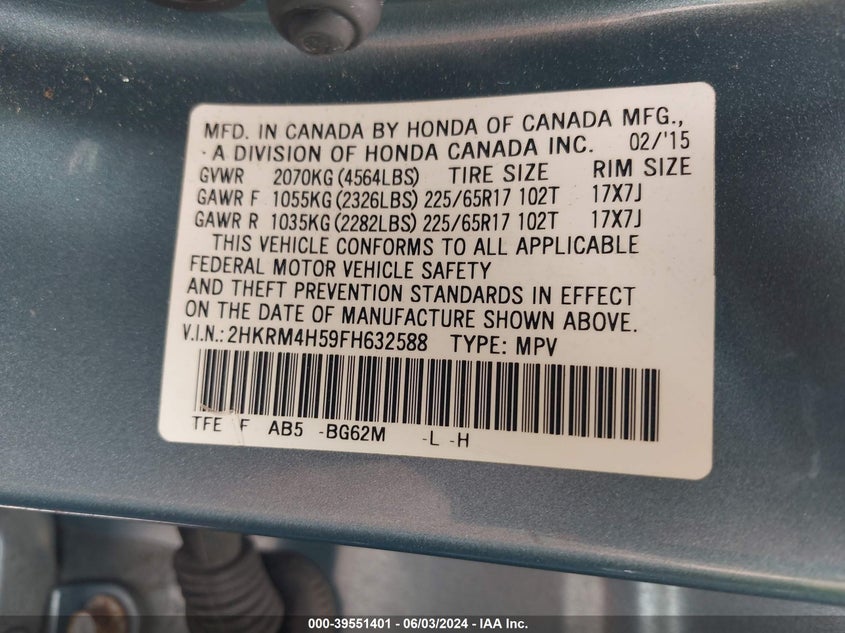 MFD. IN CANADA BY HONDA OF CANADA MFG.,
A DIVISION OF HONDA CANADA INC. 02/'15
GVWR 2070KG (4564LBS) TIRE SIZE RIM SIZE
GAWR F 1055KG (2326LBS) 225/65R17 102T 17X7J
GAWR R 1035KG (2282LBS) 225/65R17 102T 17X7J
THIS VEHICLE CONFORMS TO ALL APPLICABLE
FEDERAL MOTOR VEHICLE SAFETY
AND THEFT PREVENTION STANDARDS IN EFFECT
ON THE DATE OF MANUFACTURE SHOWN ABOVE.
V.I.N.: 2HKRM4H59FH632588 TYPE: MPV
TFE F AB5 -BG62M -L -H
000-39551401 - 06/03/2024 - IAA Inc.